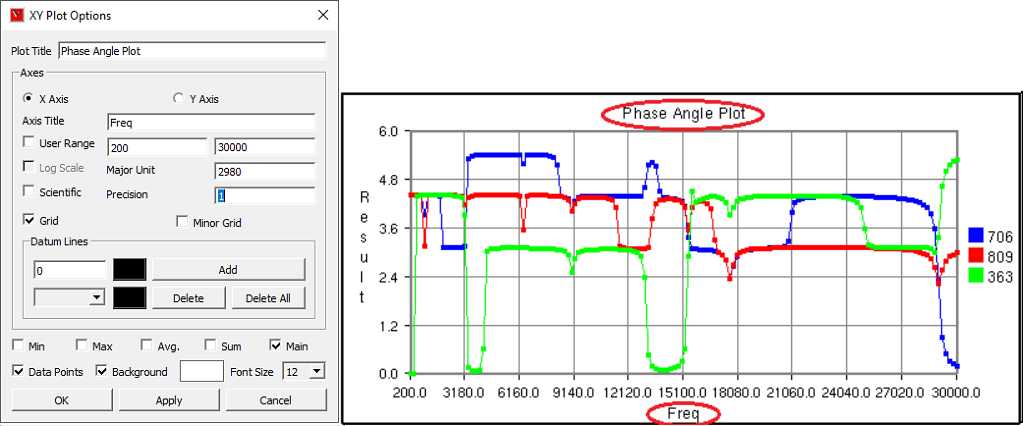 XY Plot Options
Plot Title Phase Angle Plot
Axes
X Axis Y Axis
Axis Title Freq
User Range 200 30000
Log Scale Major Unit 2980
Scientific Precision 1
Grid Minor Grid
Datum Lines
0 Add
Delete Delete All
Min Max Avg. Sum Main
Data Points Background Font Size 12
OK Apply Cancel
Phase Angle Plot
6.0
4.8
3.6
2.4
1.2
0.0
Result
200.0 3180.0 6160.0 9140.0 12120.0 15100.0 18080.0 21060.0 24040.0 27020.0 30000.0
Freq
706
809
363